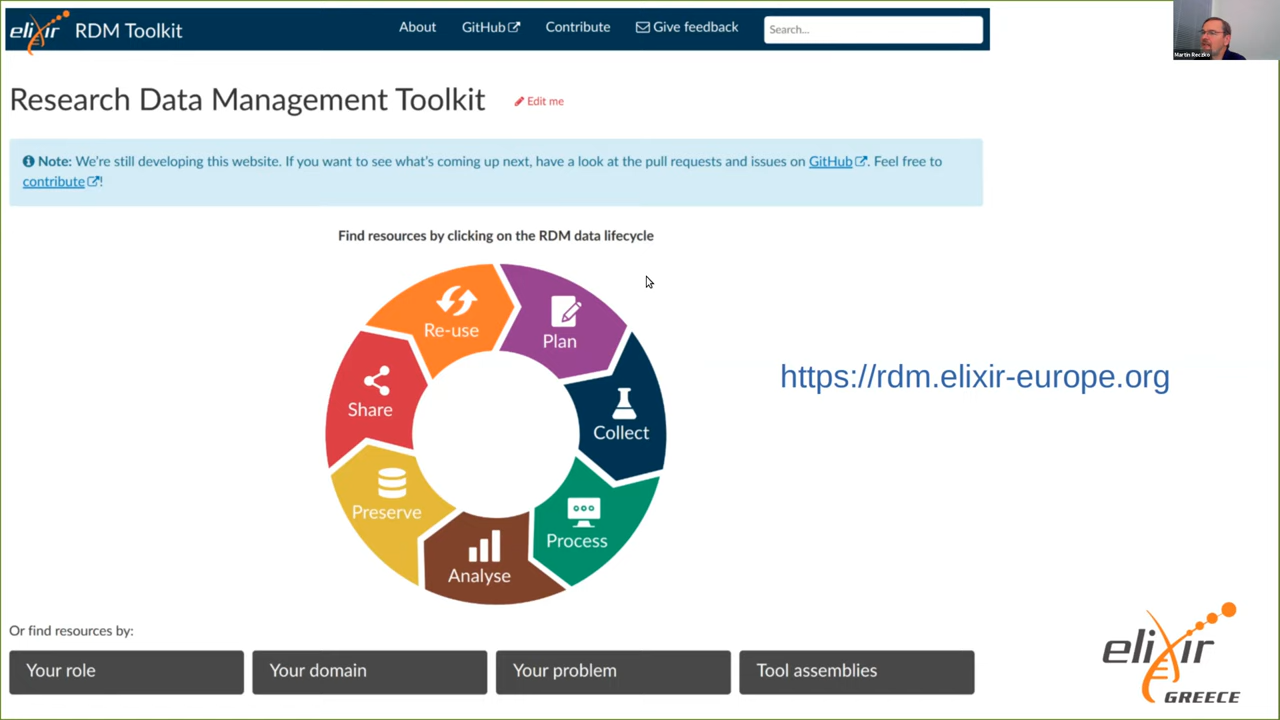 elixir RDM Toolkit About GitHub Contribute Give feedback Search...
Martin Reczko
Research Data Management Toolkit Edit me
Note: We're still developing this website. If you want to see what's coming up next, have a look at the pull requests and issues on GitHub. Feel free to
contribute!
Find resources by clicking on the RDM data lifecycle
Re-use
Plan
Share
Collect
Preserve
Process
Analyse
https://rdm.elixir-europe.org
Or find resources by:
Your role Your domain Your problem Tool assemblies
elixir
GREECE